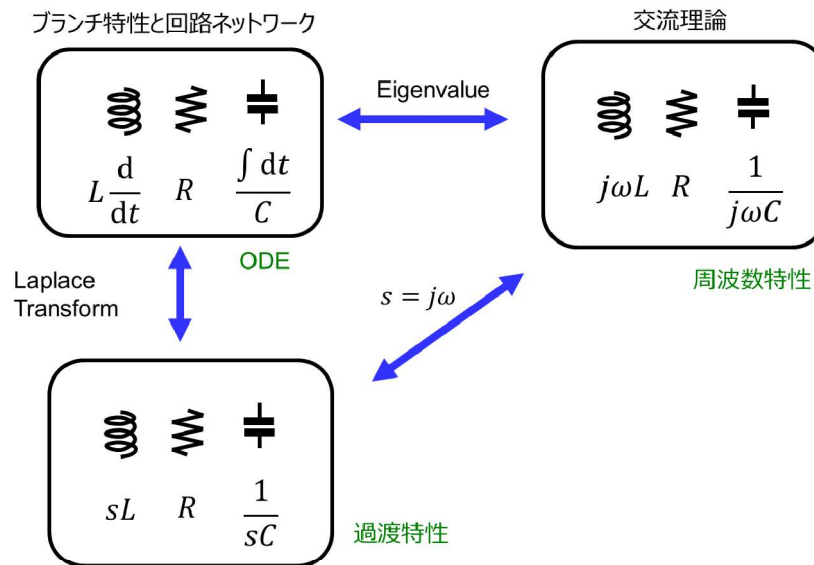 ブランチ特性と回路ネットワーク
L d/dt R ∫ dt/C
ODE
Eigenvalue
交流理論
jωL R 1/jωC
周波数特性
Laplace
Transform
s = jω
sL R 1/sC
過渡特性